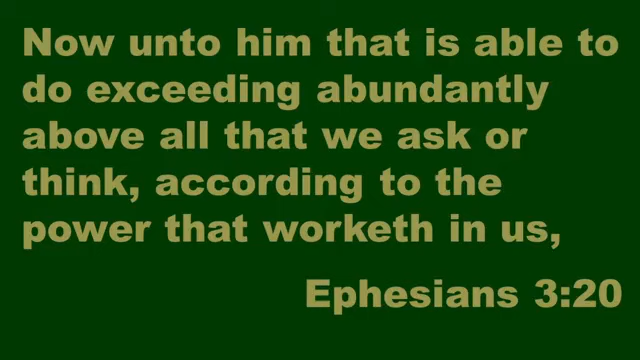 Now unto him that is able to
do exceeding abundantly
above all that we ask or
think, according to the
power that worketh in us,
Ephesians 3:20